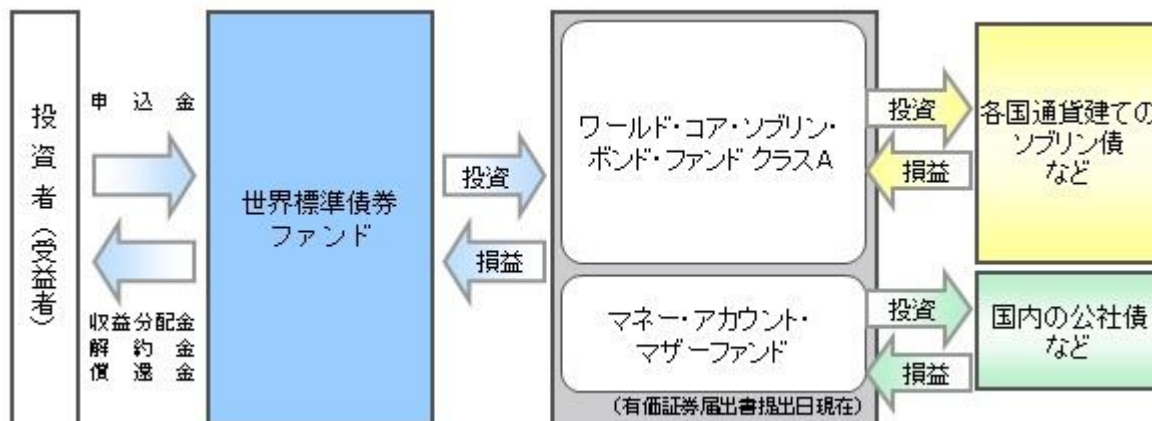 投資者（受益者）
申込金
収益分配金
解約金
償還金
世界標準債券
ファンド
投資
損益
ワールド・コア・ソブリン・
ボンド・ファンド クラスA
マネー・アカウント・
マザーファンド
(有価証券届出書提出日現在)
投資
損益
各国通貨建ての
ソブリン債
など
投資
損益
国内の公社債
など